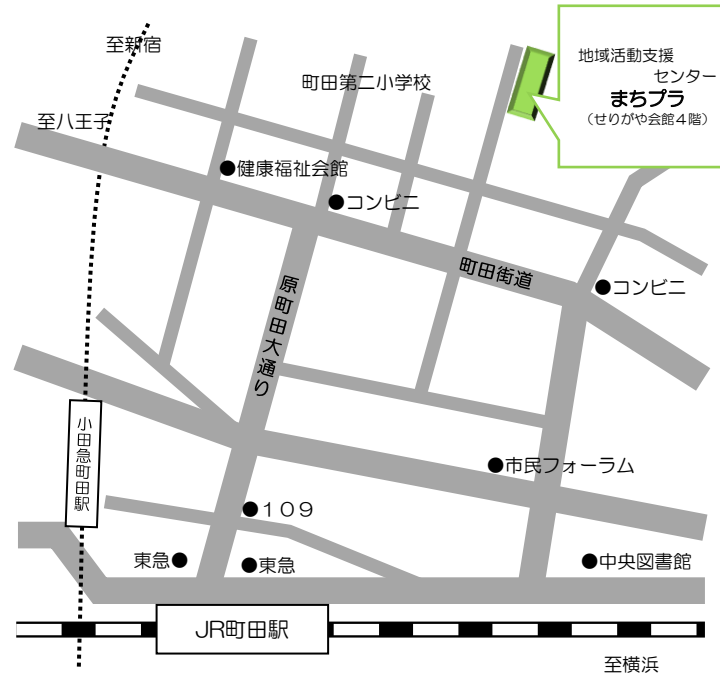 至新宿
地域活動支援
センター
まちプラ
（せりがや会館４階）
町田第二小学校
至八王子
●健康福祉会館
●コンビニ
町田街道
●コンビニ
原町田大通り
小田急町田駅
●市民フォーラム
●１０９
東急●
●東急
●中央図書館
JR町田駅
至横浜